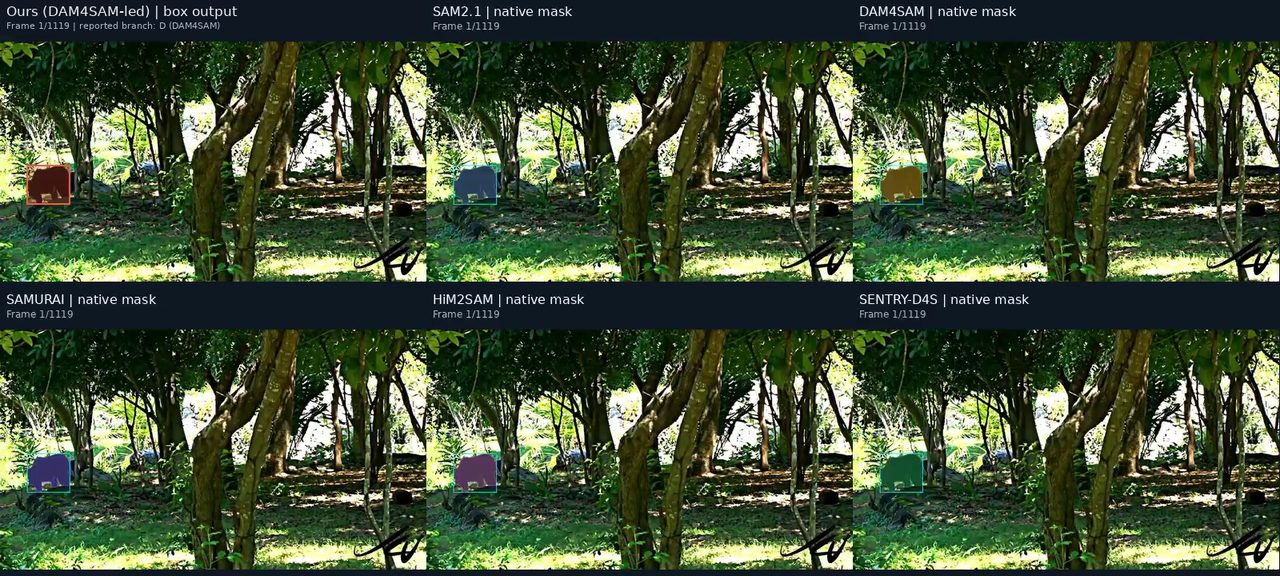 Ours (DAM4SAM-led) | box output
Frame 1/1119 | reported branch: D (DAM4SAM)
SAM2.1 | native mask
Frame 1/1119
DAM4SAM | native mask
Frame 1/1119
SAMURAI | native mask
Frame 1/1119
HiM2SAM | native mask
Frame 1/1119
SENTRY-D4S | native mask
Frame 1/1119